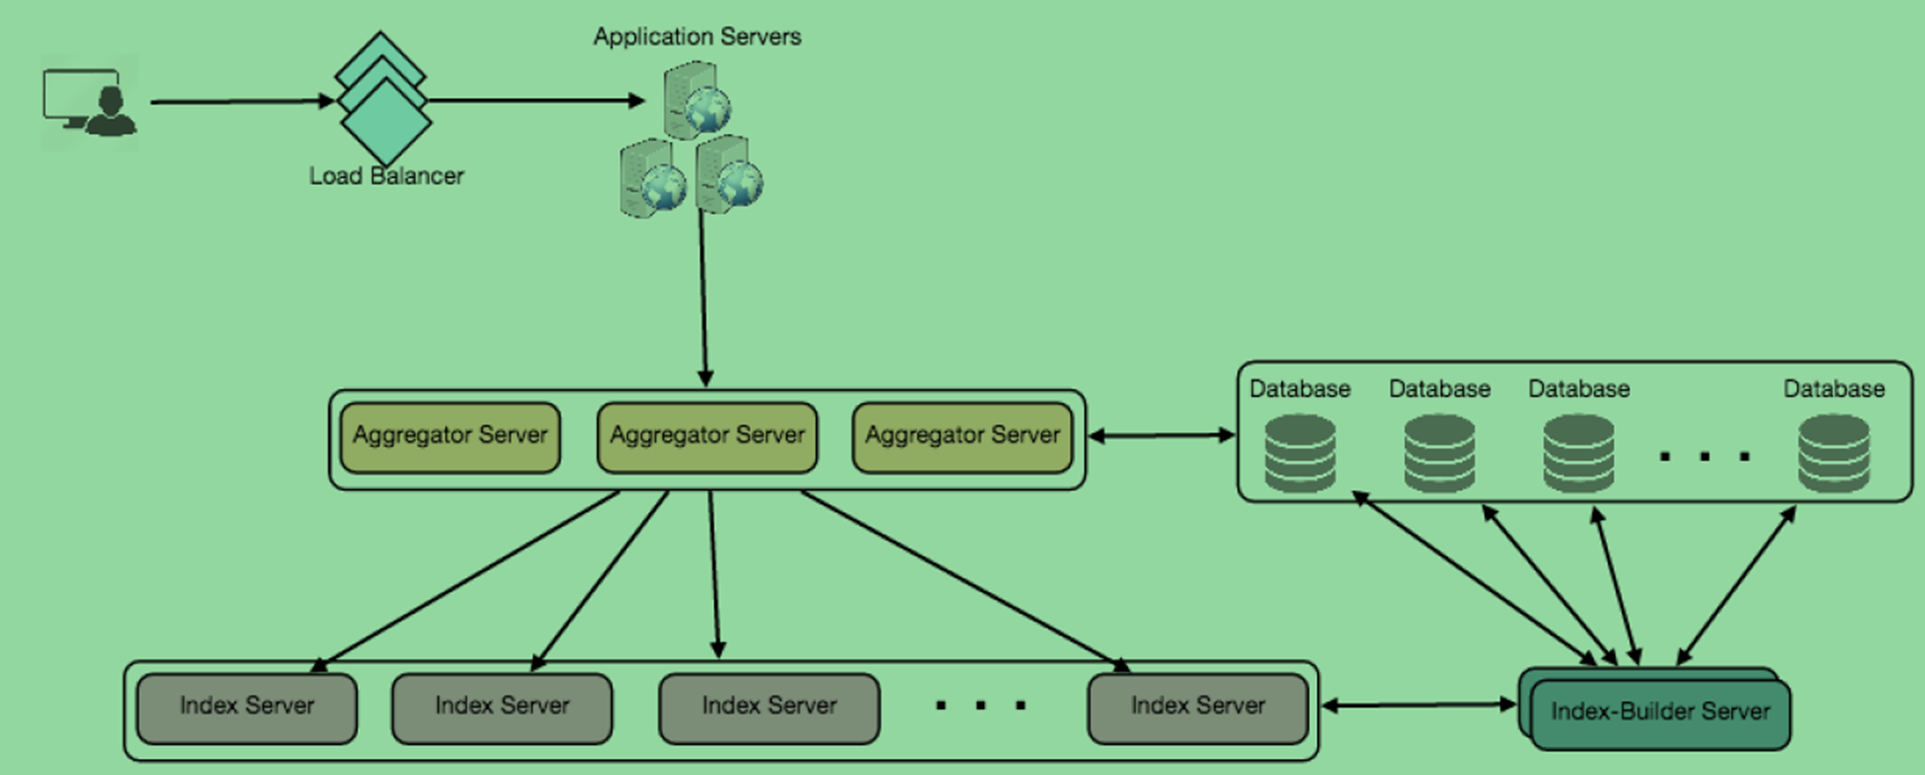 Application Servers
Load Balancer
Database Database Database Database
Aggregator Server Aggregator Server Aggregator Server
Index Server Index Server Index Server Index Server
Index-Builder Server